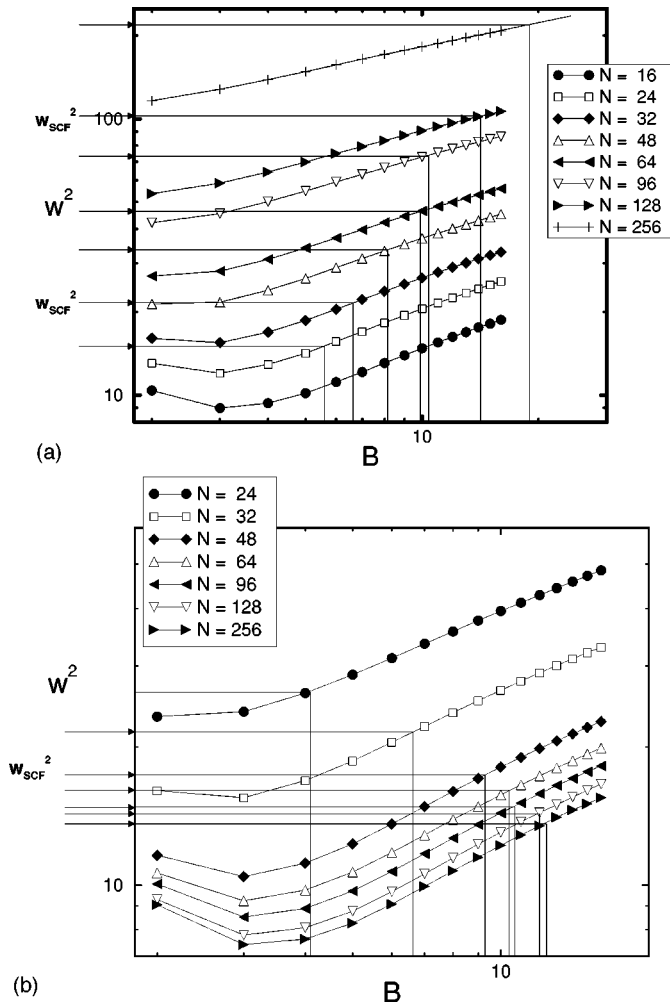 100
W_SCF^2
W^2
W_SCF^2
10
10
B
(a)
N = 16
N = 24
N = 32
N = 48
N = 64
N = 96
N = 128
N = 256
N = 24
N = 32
N = 48
N = 64
N = 96
N = 128
N = 256
W^2
W_SCF^2
10
10
B
(b)